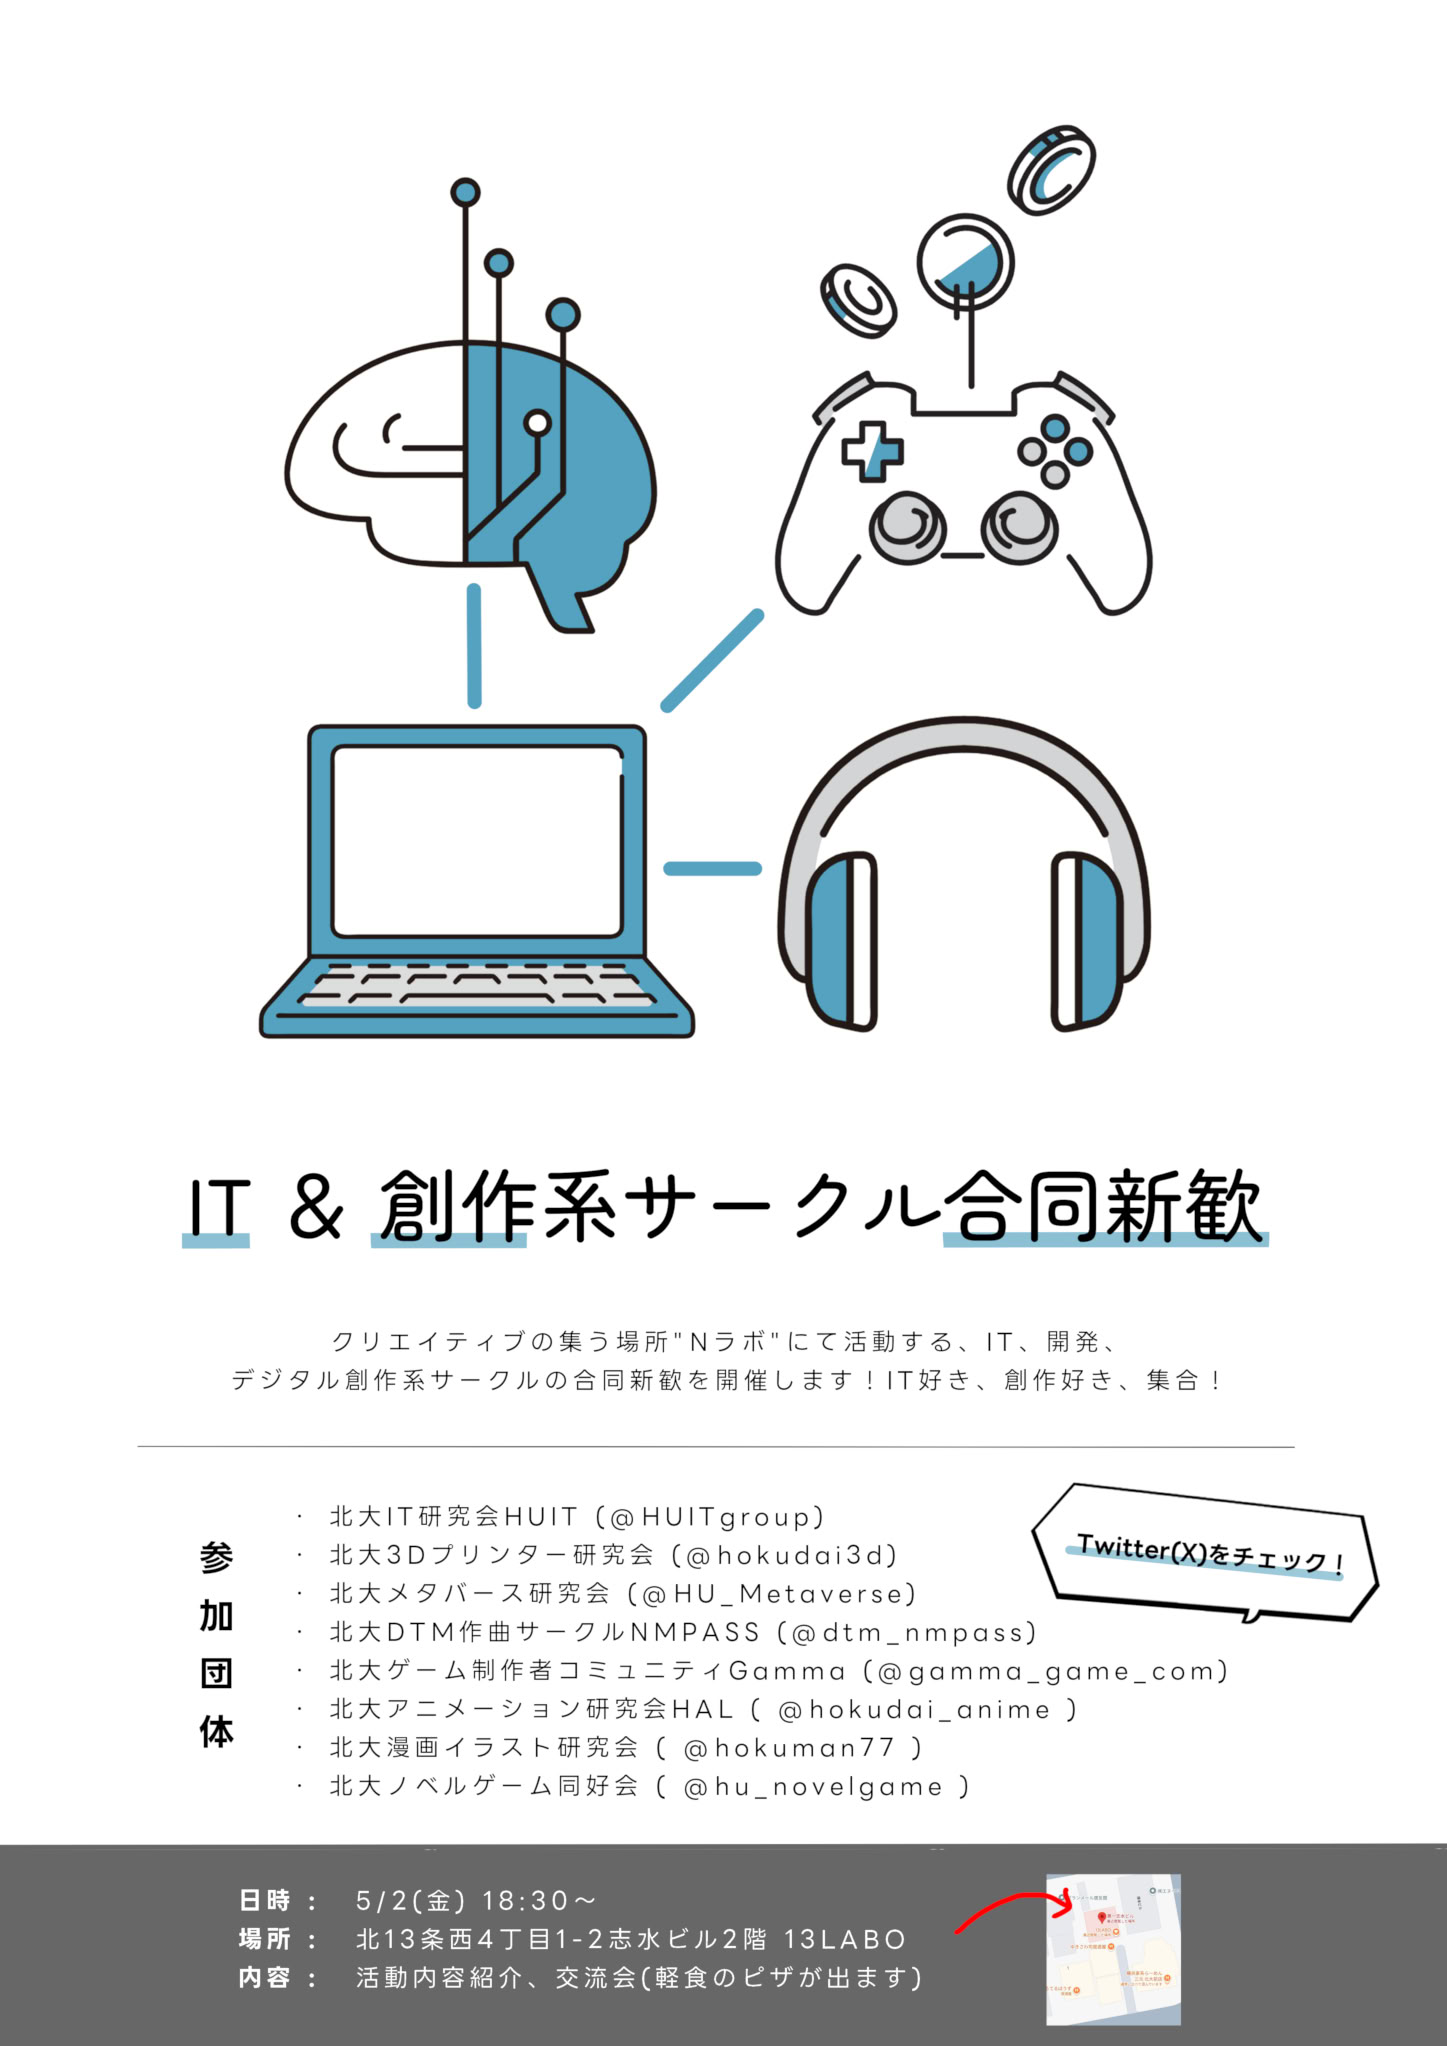 IT & 創作系サークル合同新歓
クリエイティブの集う場所"Nラボ"にて活動する、IT、開発、
デジタル創作系サークルの合同新歓を開催します！IT好き、創作好き、集合！
参加団体
・ 北大IT研究会HUIT (@HUITgroup)
・ 北大3Dプリンター研究会 (@hokudai3d)
・ 北大メタバース研究会 (@HU_Metaverse)
・ 北大DTM作曲サークルNMPASS (@dtm_nmpass)
・ 北大ゲーム制作者コミュニティGamma (@gamma_game_com)
・ 北大アニメーション研究会HAL ( @hokudai_anime )
・ 北大漫画イラスト研究会 ( @hokuman77 )
・ 北大ノベルゲーム同好会 ( @hu_novelgame )
Twitter(X)をチェック！
日時： 5/2(金) 18:30～
場所： 北13条西4丁目1-2志水ビル2階 13LABO
内容： 活動内容紹介、交流会(軽食のピザが出ます)